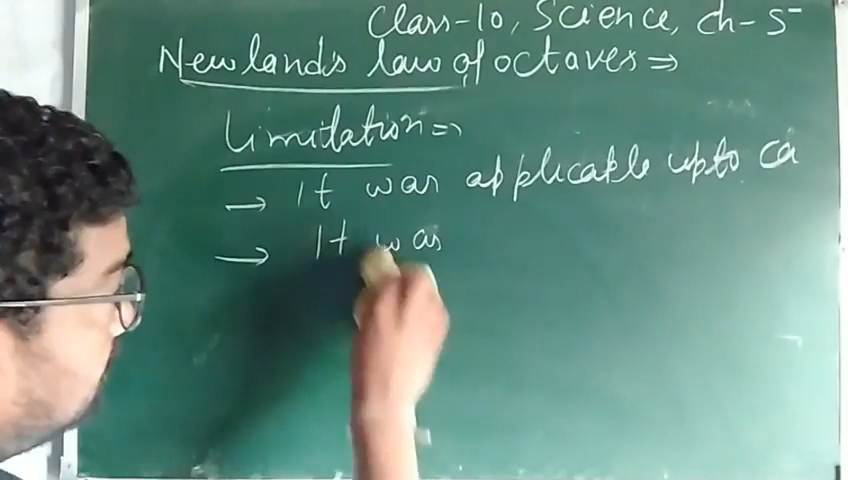 Class-10, Science, ch-5
Newlands law of octaves ⇒
Limitation ⇒
→ It was applicable upto Ca
→ It was